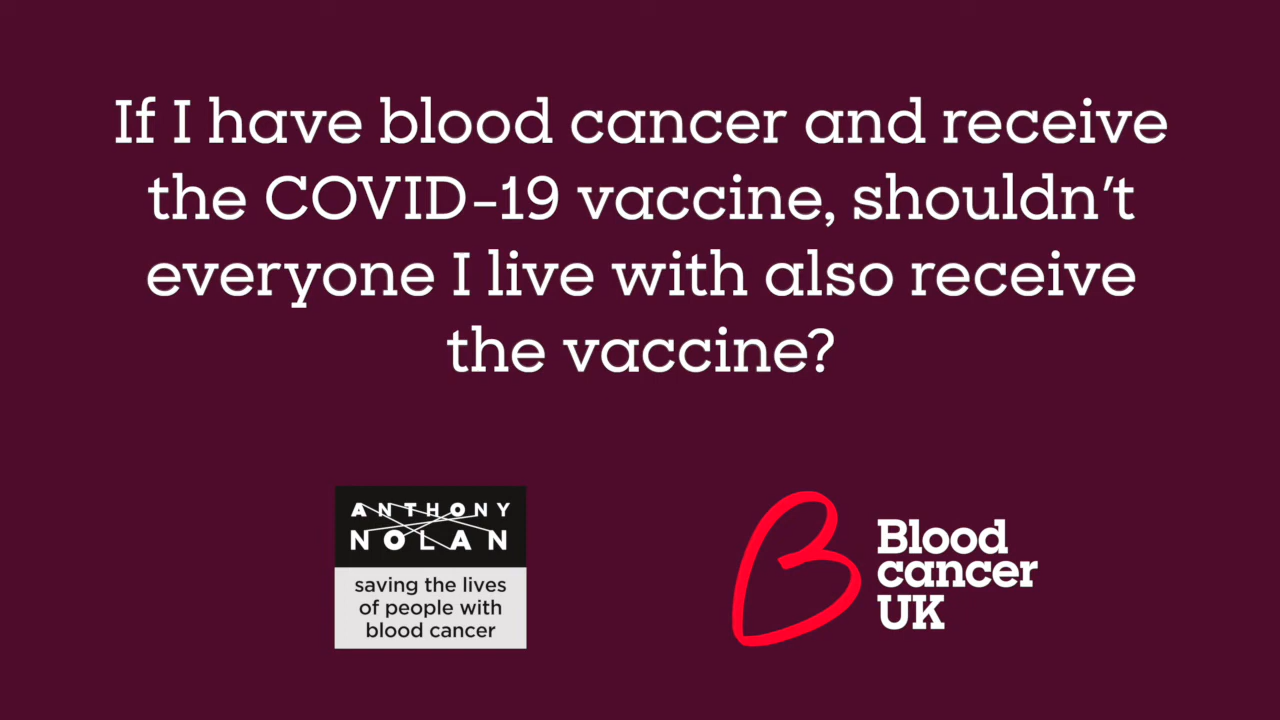 If I have blood cancer and receive
the COVID-19 vaccine, shouldn't
everyone I live with also receive
the vaccine?
ANTHONY
NOLAN
saving the lives
of people with
blood cancer
Blood
cancer
UK